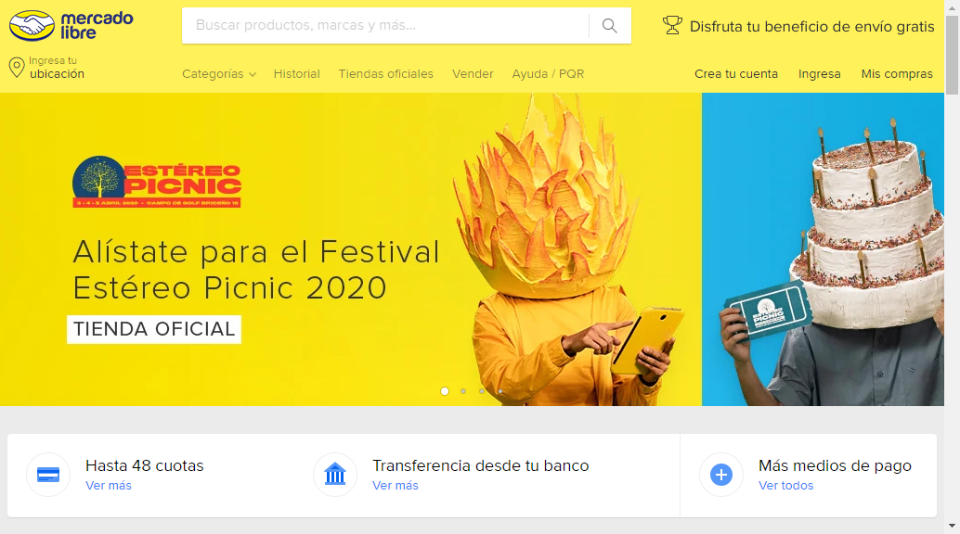 mercado
libre
Buscar productos, marcas y más...
Disfruta tu beneficio de envío gratis
Ingresa tu
ubicación
Categorías
Historial
Tiendas oficiales
Vender
Ayuda / PQR
Crea tu cuenta
Ingresa
Mis compras
ESTÉREO
PICNIC
3 - 4 - 5 ABRIL 2020 • CAMPO DE GOLF BRICEÑO 18
Alístate para el Festival
Estéreo Picnic 2020
TIENDA OFICIAL
ESTÉREO
PICNIC
Hasta 48 cuotas
Ver más
Transferencia desde tu banco
Ver más
Más medios de pago
Ver todos